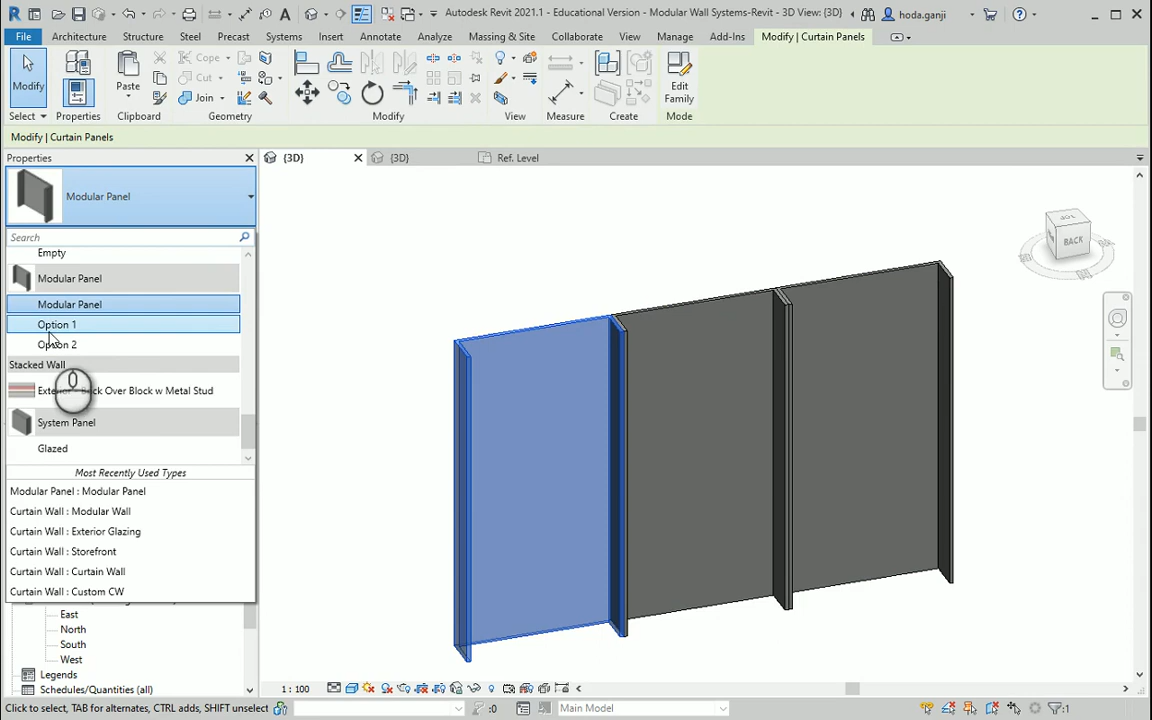 Autodesk Revit 2021.1 - Educational Version - Modular Wall Systems-Revit - 3D View: {3D}
hoda.ganji
File Architecture Structure Steel Precast Systems Insert Annotate Analyze Massing & Site Collaborate View Manage Add-Ins Modify | Curtain Panels
Modify
Paste
Cope
Cut
Join
Edit
Family
Select Properties Clipboard Geometry Modify View Measure Create Mode
Modify | Curtain Panels
Properties
{3D}
{3D}
Ref. Level
Modular Panel
Search
Empty
Modular Panel
Modular Panel
Option 1
Option 2
Stacked Wall
Over Block w Metal Stud
System Panel
Glazed
Most Recently Used Types
Modular Panel : Modular Panel
Curtain Wall : Modular Wall
Curtain Wall : Exterior Glazing
Curtain Wall : Storefront
Curtain Wall : Curtain Wall
Curtain Wall : Custom CW
East
North
South
West
Legends
Schedules/Quantities (all)
TOP
BACK
1 : 100
Click to select, TAB for alternates, CTRL adds, SHIFT unselect
:0
Main Model
:1